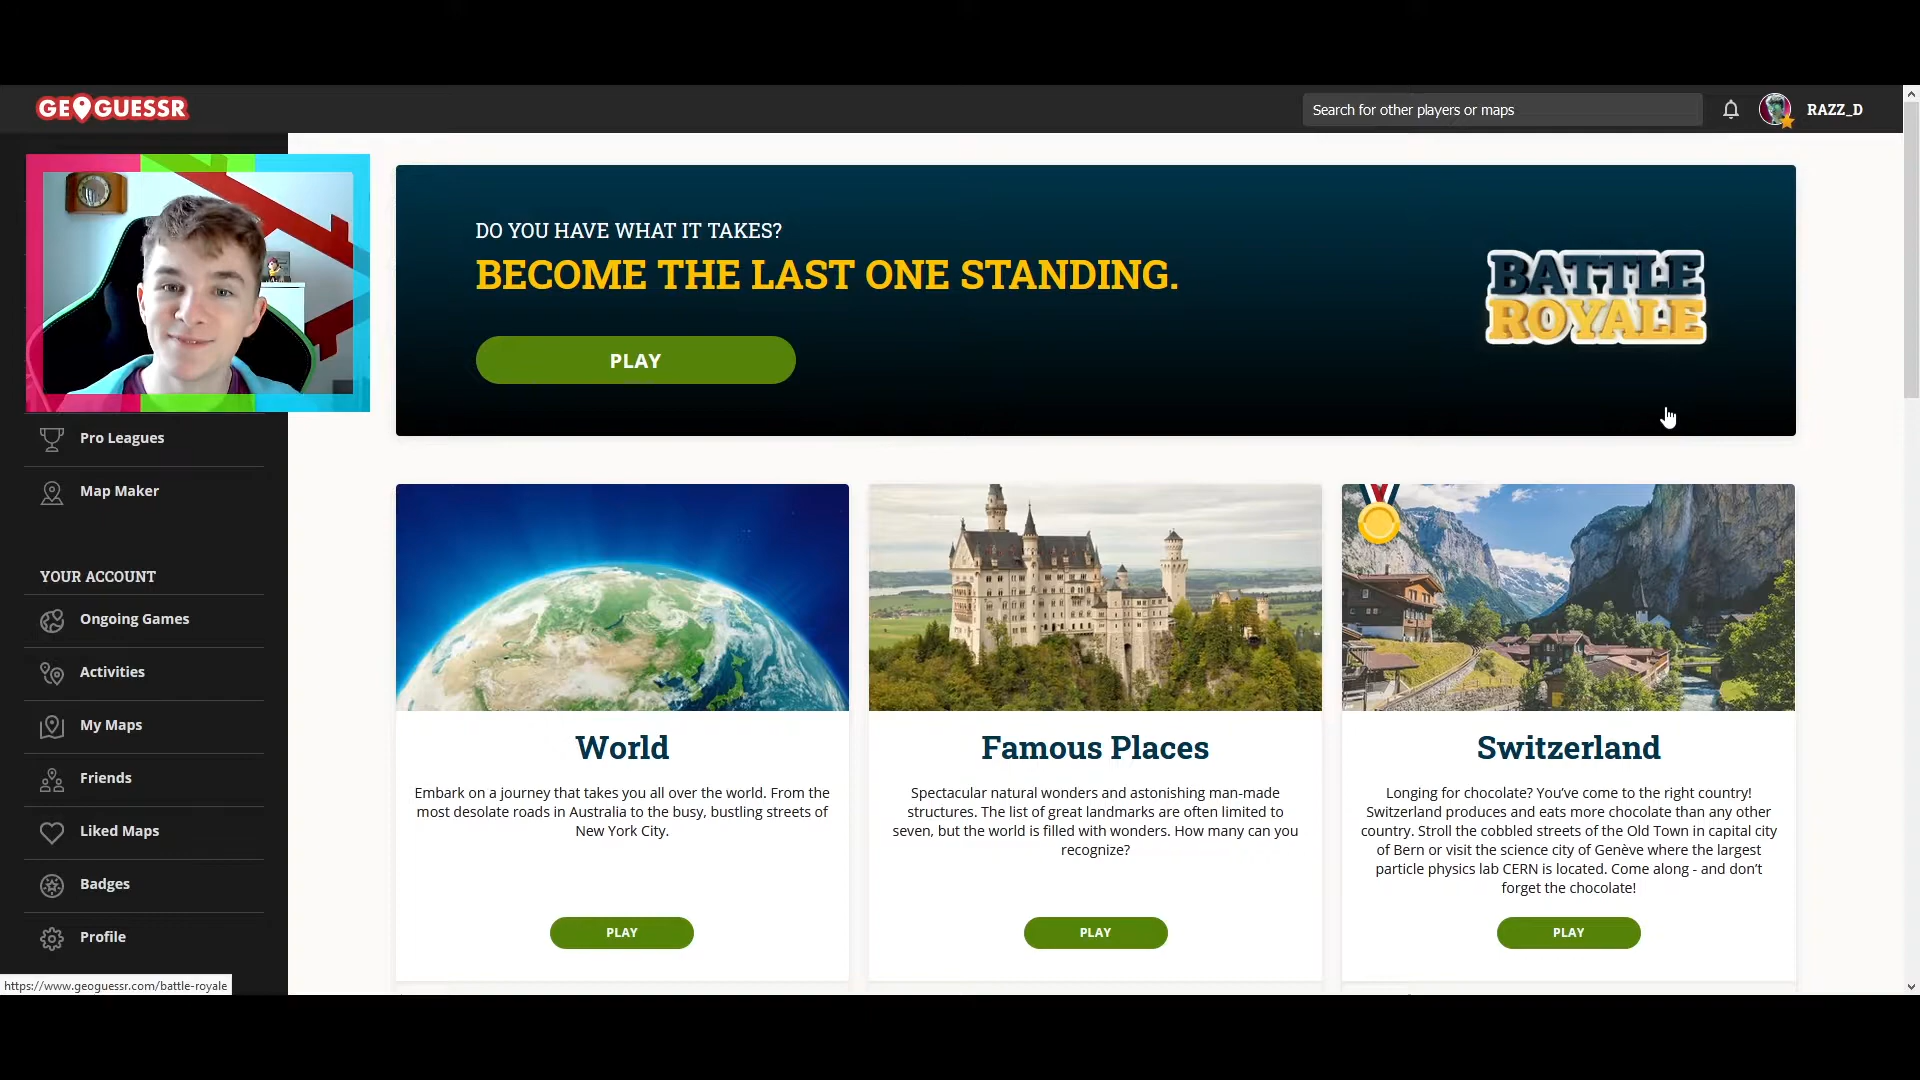 GEOGUESSR
Search for other players or maps
RAZZ_D
DO YOU HAVE WHAT IT TAKES?
BECOME THE LAST ONE STANDING.
PLAY
BATTLE
ROYALE
Pro Leagues
Map Maker
YOUR ACCOUNT
Ongoing Games
Activities
My Maps
Friends
Liked Maps
Badges
Profile
World
Embark on a journey that takes you all over the world. From the
most desolate roads in Australia to the busy, bustling streets of
New York City.
PLAY
Famous Places
Spectacular natural wonders and astonishing man-made
structures. The list of great landmarks are often limited to
seven, but the world is filled with wonders. How many can you
recognize?
PLAY
Switzerland
Longing for chocolate? You’ve come to the right country!
Switzerland produces and eats more chocolate than any other
country. Stroll the cobbled streets of the Old Town in capital city
of Bern or visit the science city of Genève where the largest
particle physics lab CERN is located. Come along - and don’t
forget the chocolate!
PLAY
https://www.geoguessr.com/battle-royale